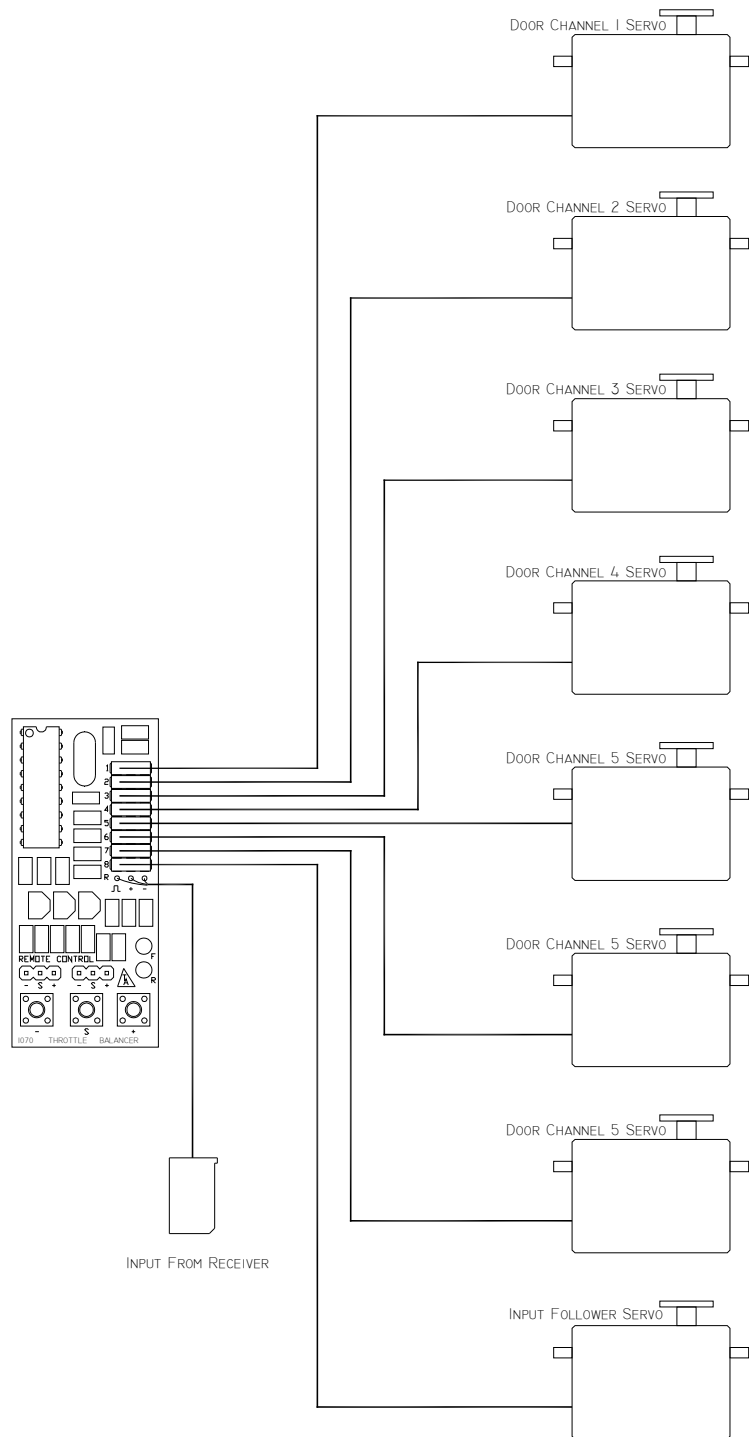 DOOR CHANNEL 1 SERVO
DOOR CHANNEL 2 SERVO
DOOR CHANNEL 3 SERVO
DOOR CHANNEL 4 SERVO
DOOR CHANNEL 5 SERVO
DOOR CHANNEL 5 SERVO
DOOR CHANNEL 5 SERVO
INPUT FOLLOWER SERVO
1
2
3
4
5
6
7
8
R
+ -
F
R
REMOTE CONTROL
- S + - S +
- S +
1070 THROTTLE BALANCER
INPUT FROM RECEIVER